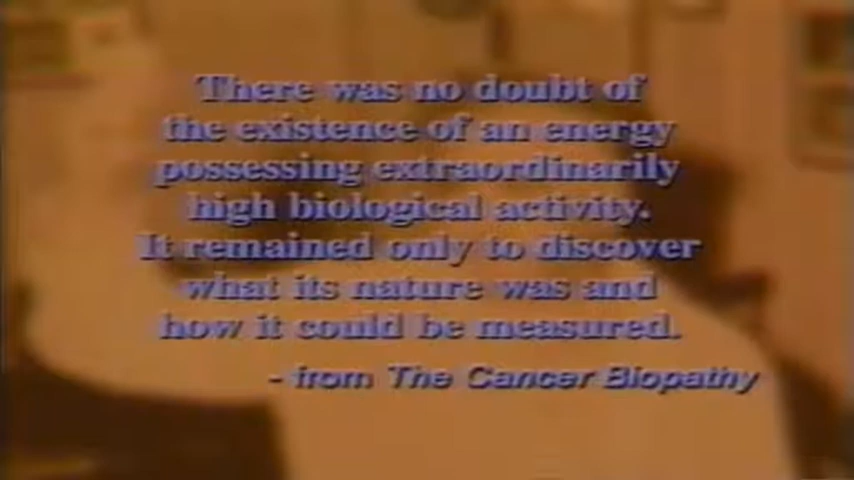 There was no doubt of
the existence of an energy
possessing extraordinarily
high biological activity.
It remained only to discover
what its nature was and
how it could be measured.
- from The Cancer Biopathy